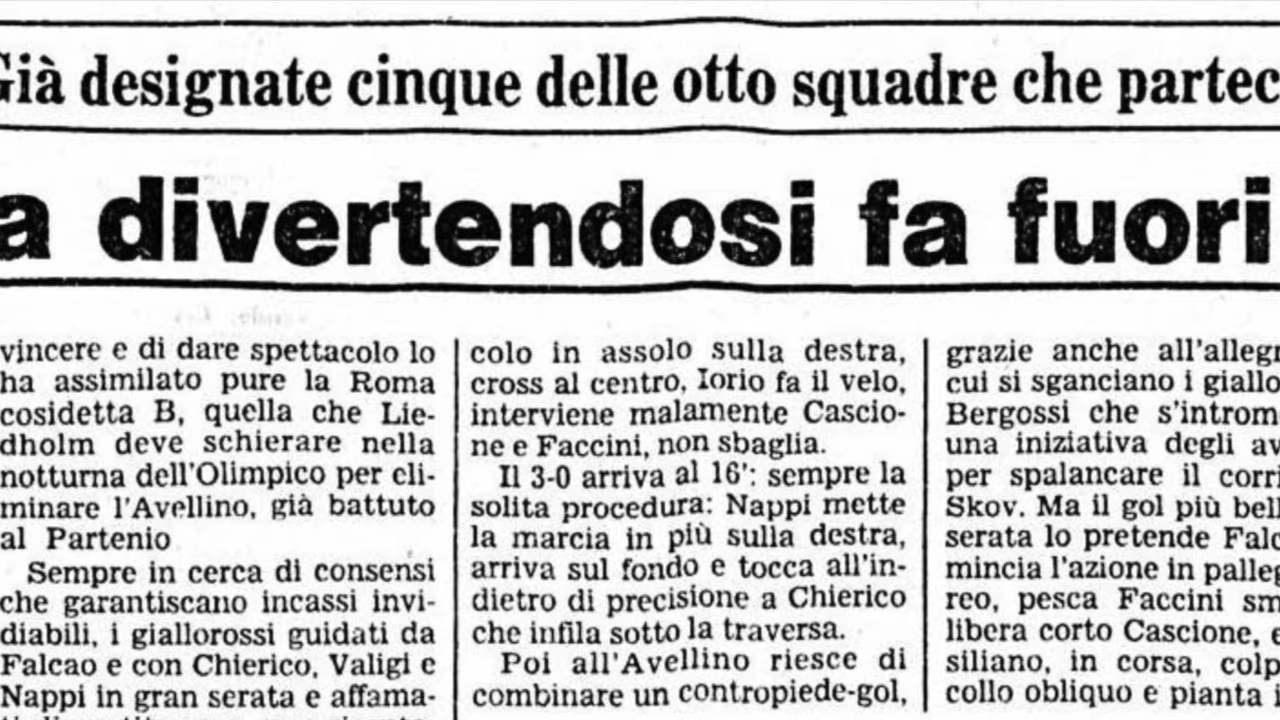 Già designate cinque delle otto squadre che partec
a divertendosi fa fuori
vincere e di dare spettacolo lo
ha assimilato pure la Roma
cosidetta B, quella che Lie-
dholm deve schierare nella
notturna dell'Olimpico per eli-
minare l'Avellino, già battuto
al Partenio
Sempre in cerca di consensi
che garantiscano incassi invi-
diabili, i giallorossi guidati da
Falcao e con Chierico, Valigi e
Nappi in gran serata e affama-
colo in assolo sulla destra,
cross al centro, Iorio fa il velo,
interviene malamente Cascio-
ne e Faccini, non sbaglia.
Il 3-0 arriva al 16': sempre la
solita procedura: Nappi mette
la marcia in più sulla destra,
arriva sul fondo e tocca all'in-
dietro di precisione a Chierico
che infila sotto la traversa.
Poi all'Avellino riesce di
combinare un contropiede-gol,
grazie anche all'allegr
cui si sganciano i giallo
Bergossi che s'introm
una iniziativa degli av
per spalancare il corri
Skov. Ma il gol più bell
serata lo pretende Falc
mincia l'azione in palleg
reo, pesca Faccini sm
libera corto Cascione, e
siliano, in corsa, colp
collo obliquo e pianta i